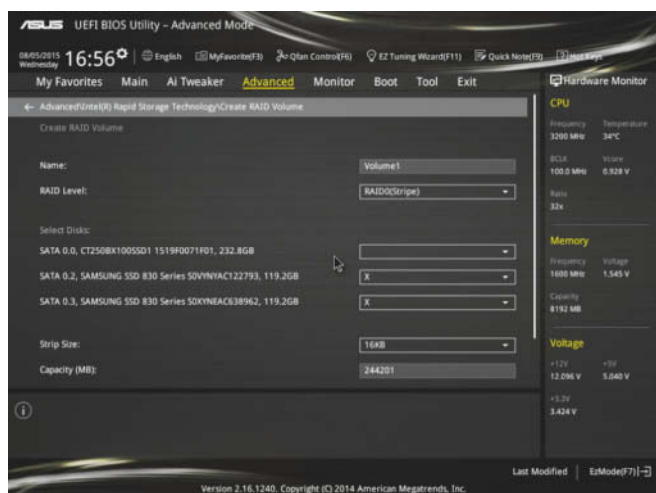 ASUS UEFI BIOS Utility – Advanced Mode
08/05/2015
Wednesday
16:56
English
MyFavorite(F3)
Qfan Control(F6)
EZ Tuning Wizard(F11)
Quick Note(F9)
Hot Keys
My Favorites Main Ai Tweaker Advanced Monitor Boot Tool Exit
Hardware Monitor
← Advanced\Intel(R) Rapid Storage Technology\Create RAID Volume
Create RAID Volume
Name: Volume1
RAID Level: RAID0(Stripe)
Select Disks:
SATA 0.0, CT250BX100SSD1 1519F0071F01, 232.8GB
SATA 0.2, SAMSUNG SSD 830 Series S0VYNYAC122793, 119.2GB X
SATA 0.3, SAMSUNG SSD 830 Series S0XYNEAC638962, 119.2GB X
Strip Size: 16KB
Capacity (MB): 244201
CPU
Frequency Temperature
3200 MHz 34°C
BCLK Vcore
100.0 MHz 0.928 V
Ratio
32x
Memory
Frequency Voltage
1600 MHz 1.545 V
Capacity
8192 MB
Voltage
+12V +5V
12.096 V 5.040 V
+3.3V
3.424 V
Last Modified
EzMode(F7)
Version 2.16.1240. Copyright (C) 2014 American Megatrends, Inc.